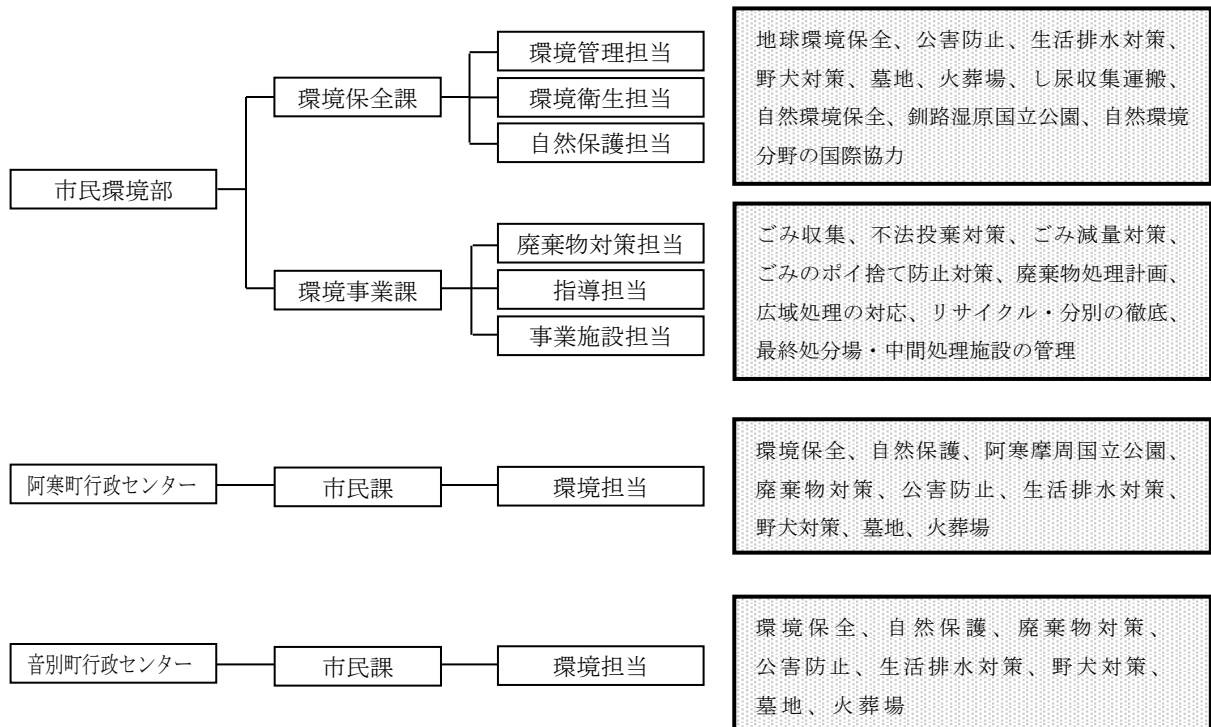 市民環境部
環境保全課
環境管理担当
環境衛生担当
自然保護担当
地球環境保全、公害防止、生活排水対策、
野犬対策、墓地、火葬場、し尿収集運搬、
自然環境保全、釧路湿原国立公園、自然環境
分野の国際協力
環境事業課
廃棄物対策担当
指導担当
事業施設担当
ごみ収集、不法投棄対策、ごみ減量対策、
ごみのポイ捨て防止対策、廃棄物処理計画、
広域処理の対応、リサイクル・分別の徹底、
最終処分場・中間処理施設の管理
阿寒町行政センター
市民課
環境担当
環境保全、自然保護、阿寒摩周国立公園、
廃棄物対策、公害防止、生活排水対策、
野犬対策、墓地、火葬場
音別町行政センター
市民課
環境担当
環境保全、自然保護、廃棄物対策、
公害防止、生活排水対策、野犬対策、
墓地、火葬場